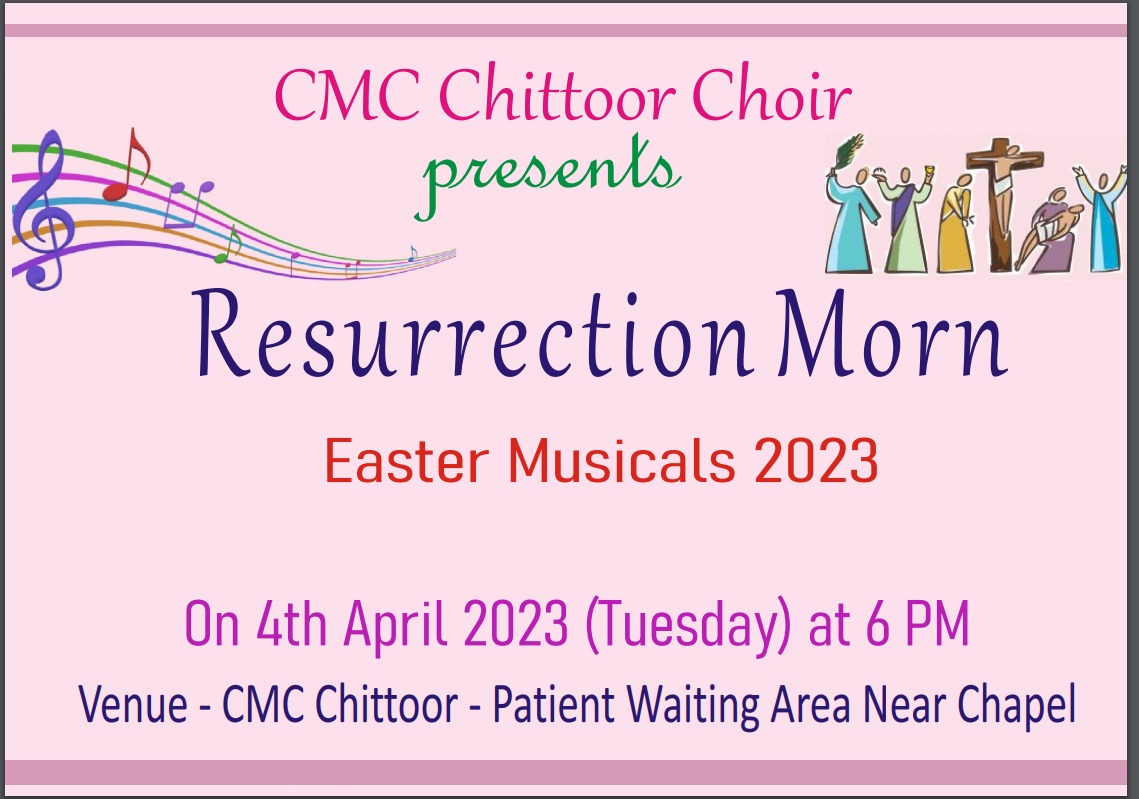 CMC Chittoor Choir
presents
Resurrection Morn
Easter Musicals 2023
On 4th April 2023 (Tuesday) at 6 PM
Venue - CMC Chittoor - Patient Waiting Area Near Chapel